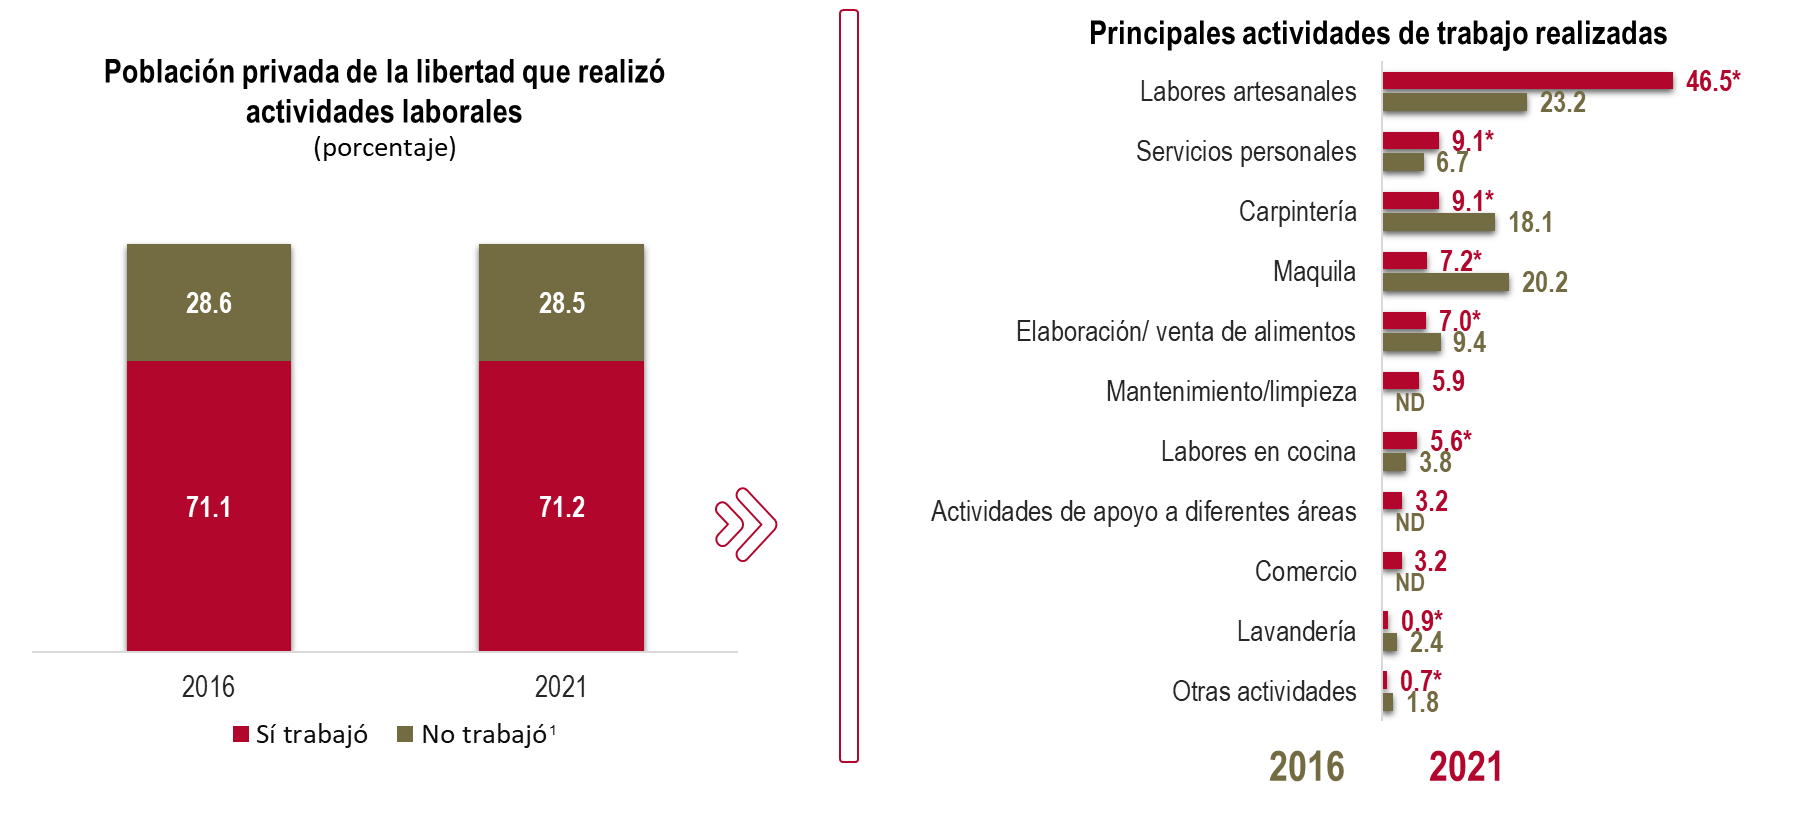 Población privada de la libertad que realizó
actividades laborales
(porcentaje)
28.6
28.5
71.1
71.2
2016
2021
Sí trabajó
No trabajó¹
Principales actividades de trabajo realizadas
Labores artesanales
46.5*
23.2
Servicios personales
9.1*
6.7
Carpintería
9.1*
18.1
Maquila
7.2*
20.2
Elaboración/ venta de alimentos
7.0*
9.4
Mantenimiento/limpieza
5.9
ND
Labores en cocina
5.6*
3.8
Actividades de apoyo a diferentes áreas
3.2
ND
Comercio
3.2
ND
Lavandería
0.9*
2.4
Otras actividades
0.7*
1.8
2016
2021